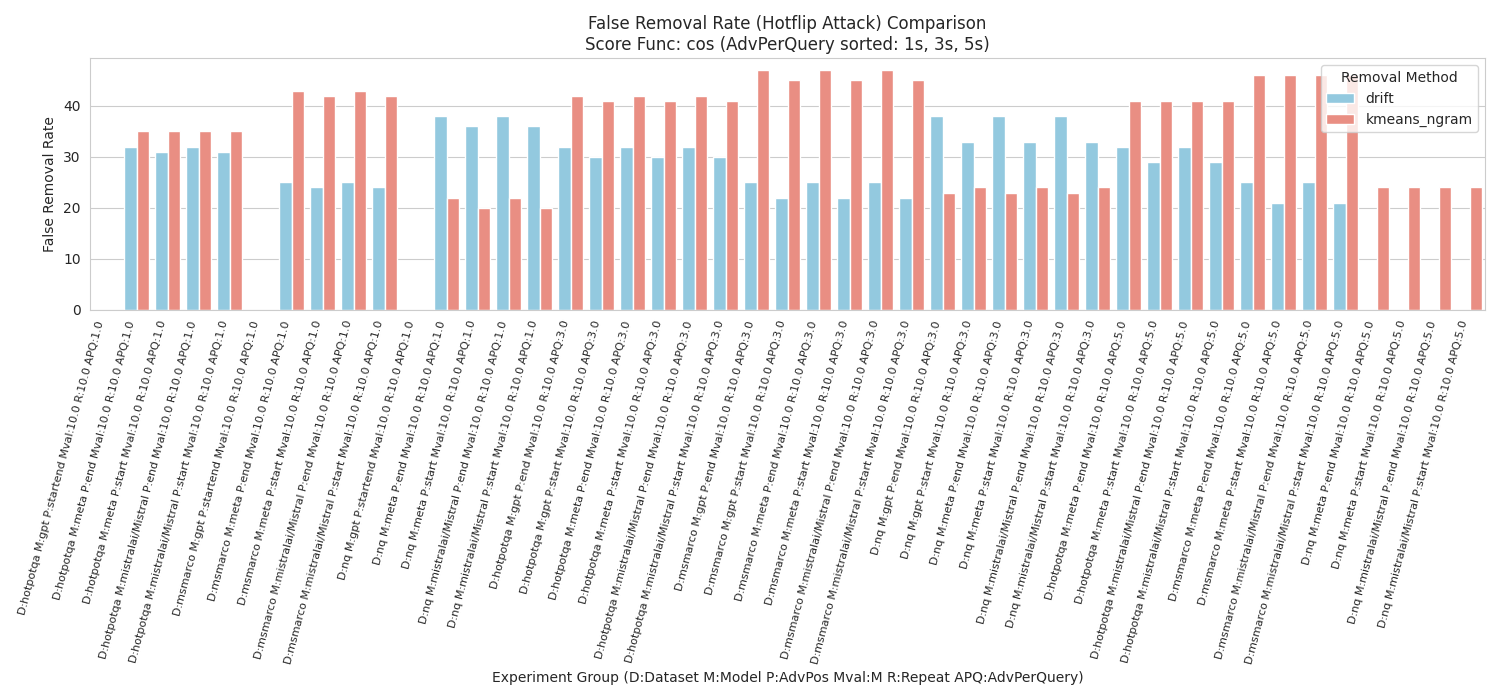 False Removal Rate (Hotflip Attack) Comparison
Score Func: cos (AdvPerQuery sorted: 1s, 3s, 5s)
Removal Method
drift
kmeans_ngram
False Removal Rate
40
30
20
10
0
D:hotpotqa M:gpt P:startend Mval:10.0 R:10.0 APQ:1.0
D:hotpotqa M:meta P:end Mval:10.0 R:10.0 APQ:1.0
D:hotpotqa M:meta P:start Mval:10.0 R:10.0 APQ:1.0
D:hotpotqa M:mistralai/Mistral P:end Mval:10.0 R:10.0 APQ:1.0
D:hotpotqa M:mistralai/Mistral P:start Mval:10.0 R:10.0 APQ:1.0
D:msmarco M:gpt P:startend Mval:10.0 R:10.0 APQ:1.0
D:msmarco M:meta P:end Mval:10.0 R:10.0 APQ:1.0
D:msmarco M:meta P:start Mval:10.0 R:10.0 APQ:1.0
D:msmarco M:mistralai/Mistral P:end Mval:10.0 R:10.0 APQ:1.0
D:msmarco M:mistralai/Mistral P:start Mval:10.0 R:10.0 APQ:1.0
D:nq M:gpt P:startend Mval:10.0 R:10.0 APQ:1.0
D:nq M:meta P:end Mval:10.0 R:10.0 APQ:1.0
D:nq M:meta P:start Mval:10.0 R:10.0 APQ:1.0
D:nq M:mistralai/Mistral P:end Mval:10.0 R:10.0 APQ:1.0
D:nq M:mistralai/Mistral P:start Mval:10.0 R:10.0 APQ:1.0
D:hotpotqa M:gpt P:end Mval:10.0 R:10.0 APQ:3.0
D:hotpotqa M:gpt P:start Mval:10.0 R:10.0 APQ:3.0
D:hotpotqa M:meta P:end Mval:10.0 R:10.0 APQ:3.0
D:hotpotqa M:meta P:start Mval:10.0 R:10.0 APQ:3.0
D:hotpotqa M:mistralai/Mistral P:end Mval:10.0 R:10.0 APQ:3.0
D:hotpotqa M:mistralai/Mistral P:start Mval:10.0 R:10.0 APQ:3.0
D:msmarco M:gpt P:end Mval:10.0 R:10.0 APQ:3.0
D:msmarco M:gpt P:start Mval:10.0 R:10.0 APQ:3.0
D:msmarco M:meta P:end Mval:10.0 R:10.0 APQ:3.0
D:msmarco M:meta P:start Mval:10.0 R:10.0 APQ:3.0
D:msmarco M:mistralai/Mistral P:end Mval:10.0 R:10.0 APQ:3.0
D:msmarco M:mistralai/Mistral P:start Mval:10.0 R:10.0 APQ:3.0
D:nq M:gpt P:end Mval:10.0 R:10.0 APQ:3.0
D:nq M:gpt P:start Mval:10.0 R:10.0 APQ:3.0
D:nq M:meta P:end Mval:10.0 R:10.0 APQ:3.0
D:nq M:meta P:start Mval:10.0 R:10.0 APQ:3.0
D:nq M:mistralai/Mistral P:end Mval:10.0 R:10.0 APQ:3.0
D:nq M:mistralai/Mistral P:start Mval:10.0 R:10.0 APQ:3.0
D:hotpotqa M:meta P:end Mval:10.0 R:10.0 APQ:5.0
D:hotpotqa M:meta P:start Mval:10.0 R:10.0 APQ:5.0
D:hotpotqa M:mistralai/Mistral P:end Mval:10.0 R:10.0 APQ:5.0
D:hotpotqa M:mistralai/Mistral P:start Mval:10.0 R:10.0 APQ:5.0
D:msmarco M:meta P:end Mval:10.0 R:10.0 APQ:5.0
D:msmarco M:meta P:start Mval:10.0 R:10.0 APQ:5.0
D:msmarco M:mistralai/Mistral P:end Mval:10.0 R:10.0 APQ:5.0
D:msmarco M:mistralai/Mistral P:start Mval:10.0 R:10.0 APQ:5.0
D:nq M:meta P:end Mval:10.0 R:10.0 APQ:5.0
D:nq M:meta P:start Mval:10.0 R:10.0 APQ:5.0
D:nq M:mistralai/Mistral P:end Mval:10.0 R:10.0 APQ:5.0
D:nq M:mistralai/Mistral P:start Mval:10.0 R:10.0 APQ:5.0
Experiment Group (D:Dataset M:Model P:AdvPos Mval:M R:Repeat APQ:AdvPerQuery)